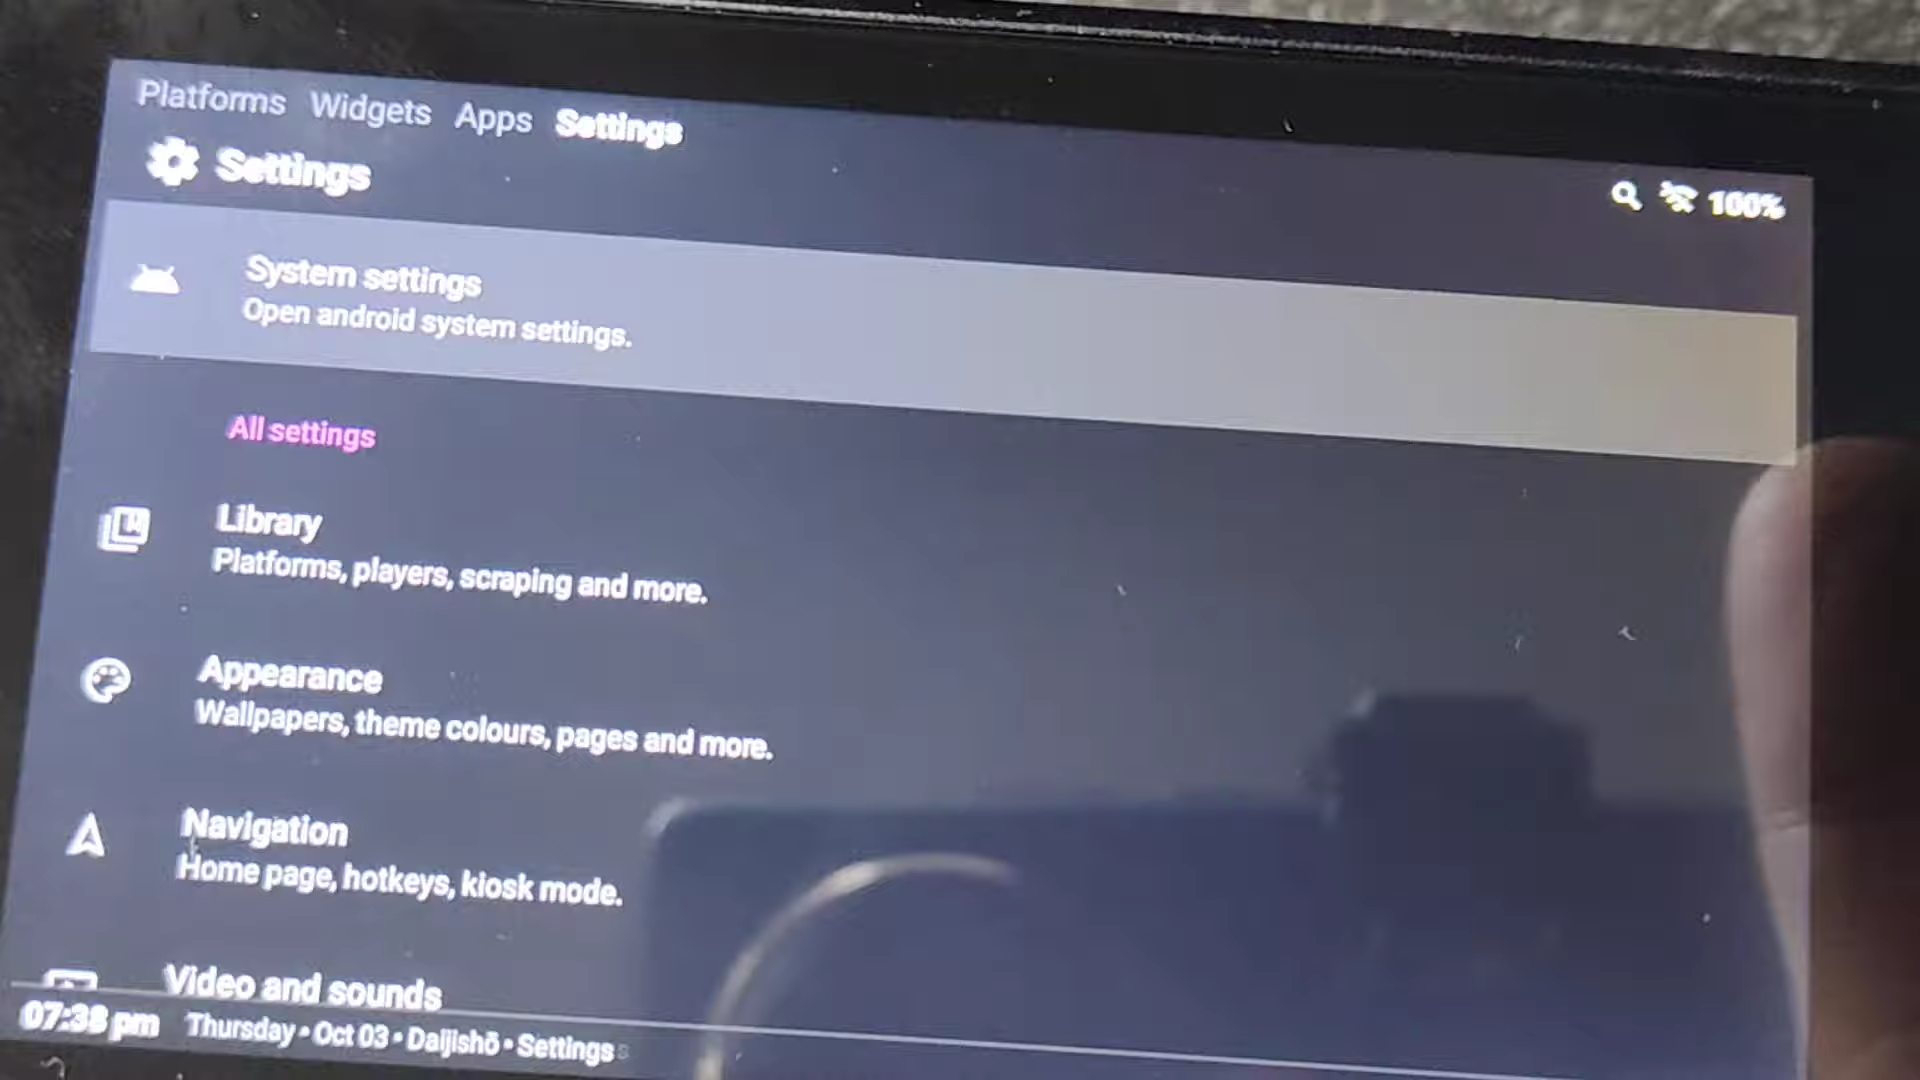 Platforms Widgets Apps Settings
Settings
100%
System settings
Open android system settings.
All settings
Library
Platforms, players, scraping and more.
Appearance
Wallpapers, theme colours, pages and more.
Navigation
Home page, hotkeys, kiosk mode.
Video and sounds
07:38 pm Thursday • Oct 03 • Daijishō • Settings